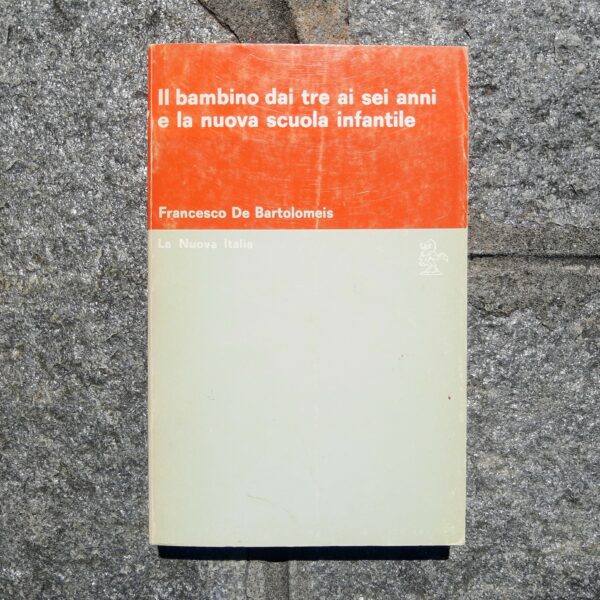 Il bambino dai tre ai sei anni
e la nuova scuola infantile
Francesco De Bartolomeis
La Nuova Italia